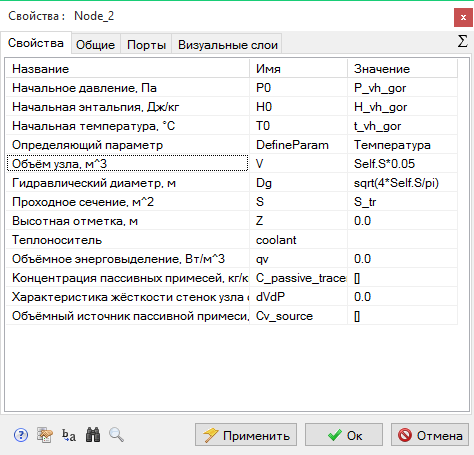 Свойства : Node_2
x
Свойства Общие Порты Визуальные слои Σ
Название Имя Значение
Начальное давление, Па P0 P_vh_gor
Начальная энтальпия, Дж/кг H0 H_vh_gor
Начальная температура, °C T0 t_vh_gor
Определяющий параметр DefineParam Температура
Объём узла, м^3 V Self.S*0.05
Гидравлический диаметр, м Dg sqrt(4*Self.S/pi)
Проходное сечение, м^2 S S_tr
Высотная отметка, м Z 0.0
Теплоноситель coolant
Объёмное энерговыделение, Вт/м^3 qv 0.0
Концентрация пассивных примесей, кг/к C_passive_tracer []
Характеристика жёсткости стенок узла с dVdP 0.0
Объёмный источник пассивной примеси, Cv_source []
? b a Применить Ок Отмена